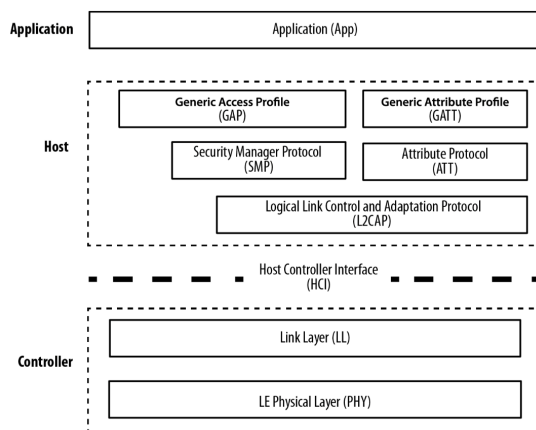 Application
Application (App)
Host
Generic Access Profile
(GAP)
Generic Attribute Profile
(GATT)
Security Manager Protocol
(SMP)
Attribute Protocol
(ATT)
Logical Link Control and Adaptation Protocol
(L2CAP)
Host Controller Interface
(HCI)
Controller
Link Layer (LL)
LE Physical Layer (PHY)